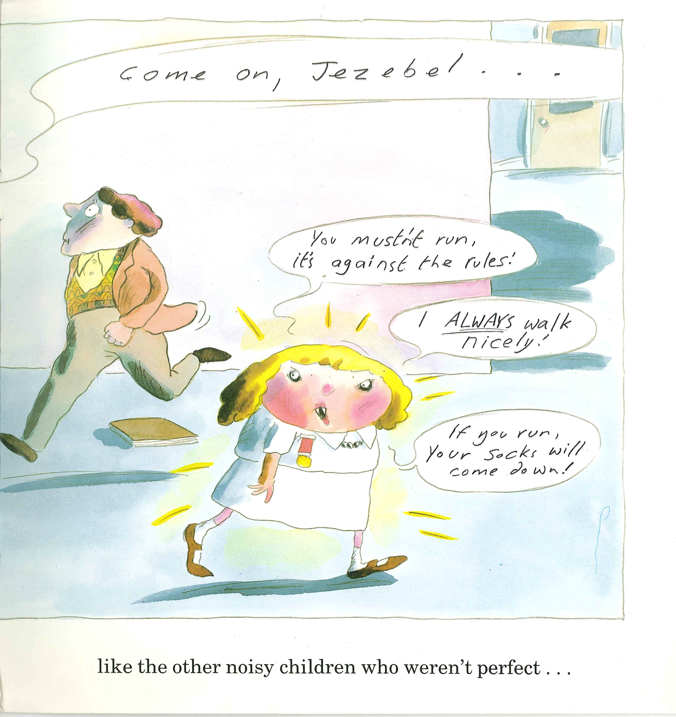 Come on, Jezebel . . .
You mustn't run,
it's against the rules!
I ALWAYS walk
nicely!
If you run,
your socks will
come down!
like the other noisy children who weren't perfect . . .